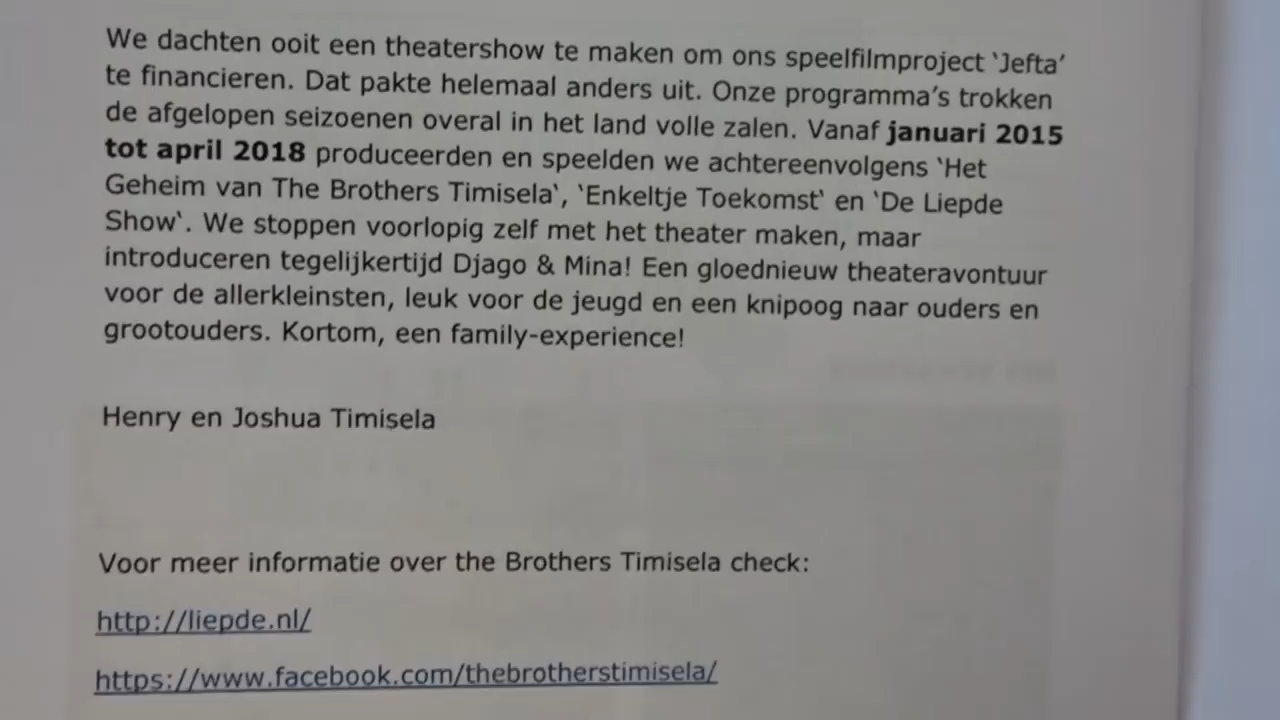 We dachten ooit een theatershow te maken om ons speelfilmproject ‘Jefta’
te financieren. Dat pakte helemaal anders uit. Onze programma’s trokken
de afgelopen seizoenen overal in het land volle zalen. Vanaf januari 2015
tot april 2018 produceerden en speelden we achtereenvolgens ‘Het
Geheim van The Brothers Timisela‘, ‘Enkeltje Toekomst‘ en ‘De Liepde
Show‘. We stoppen voorlopig zelf met het theater maken, maar
introduceren tegelijkertijd Djago & Mina! Een gloednieuw theateravontuur
voor de allerkleinsten, leuk voor de jeugd en een knipoog naar ouders en
grootouders. Kortom, een family-experience!
Henry en Joshua Timisela
Voor meer informatie over the Brothers Timisela check:
http://liepde.nl/
https://www.facebook.com/thebrotherstimisela/